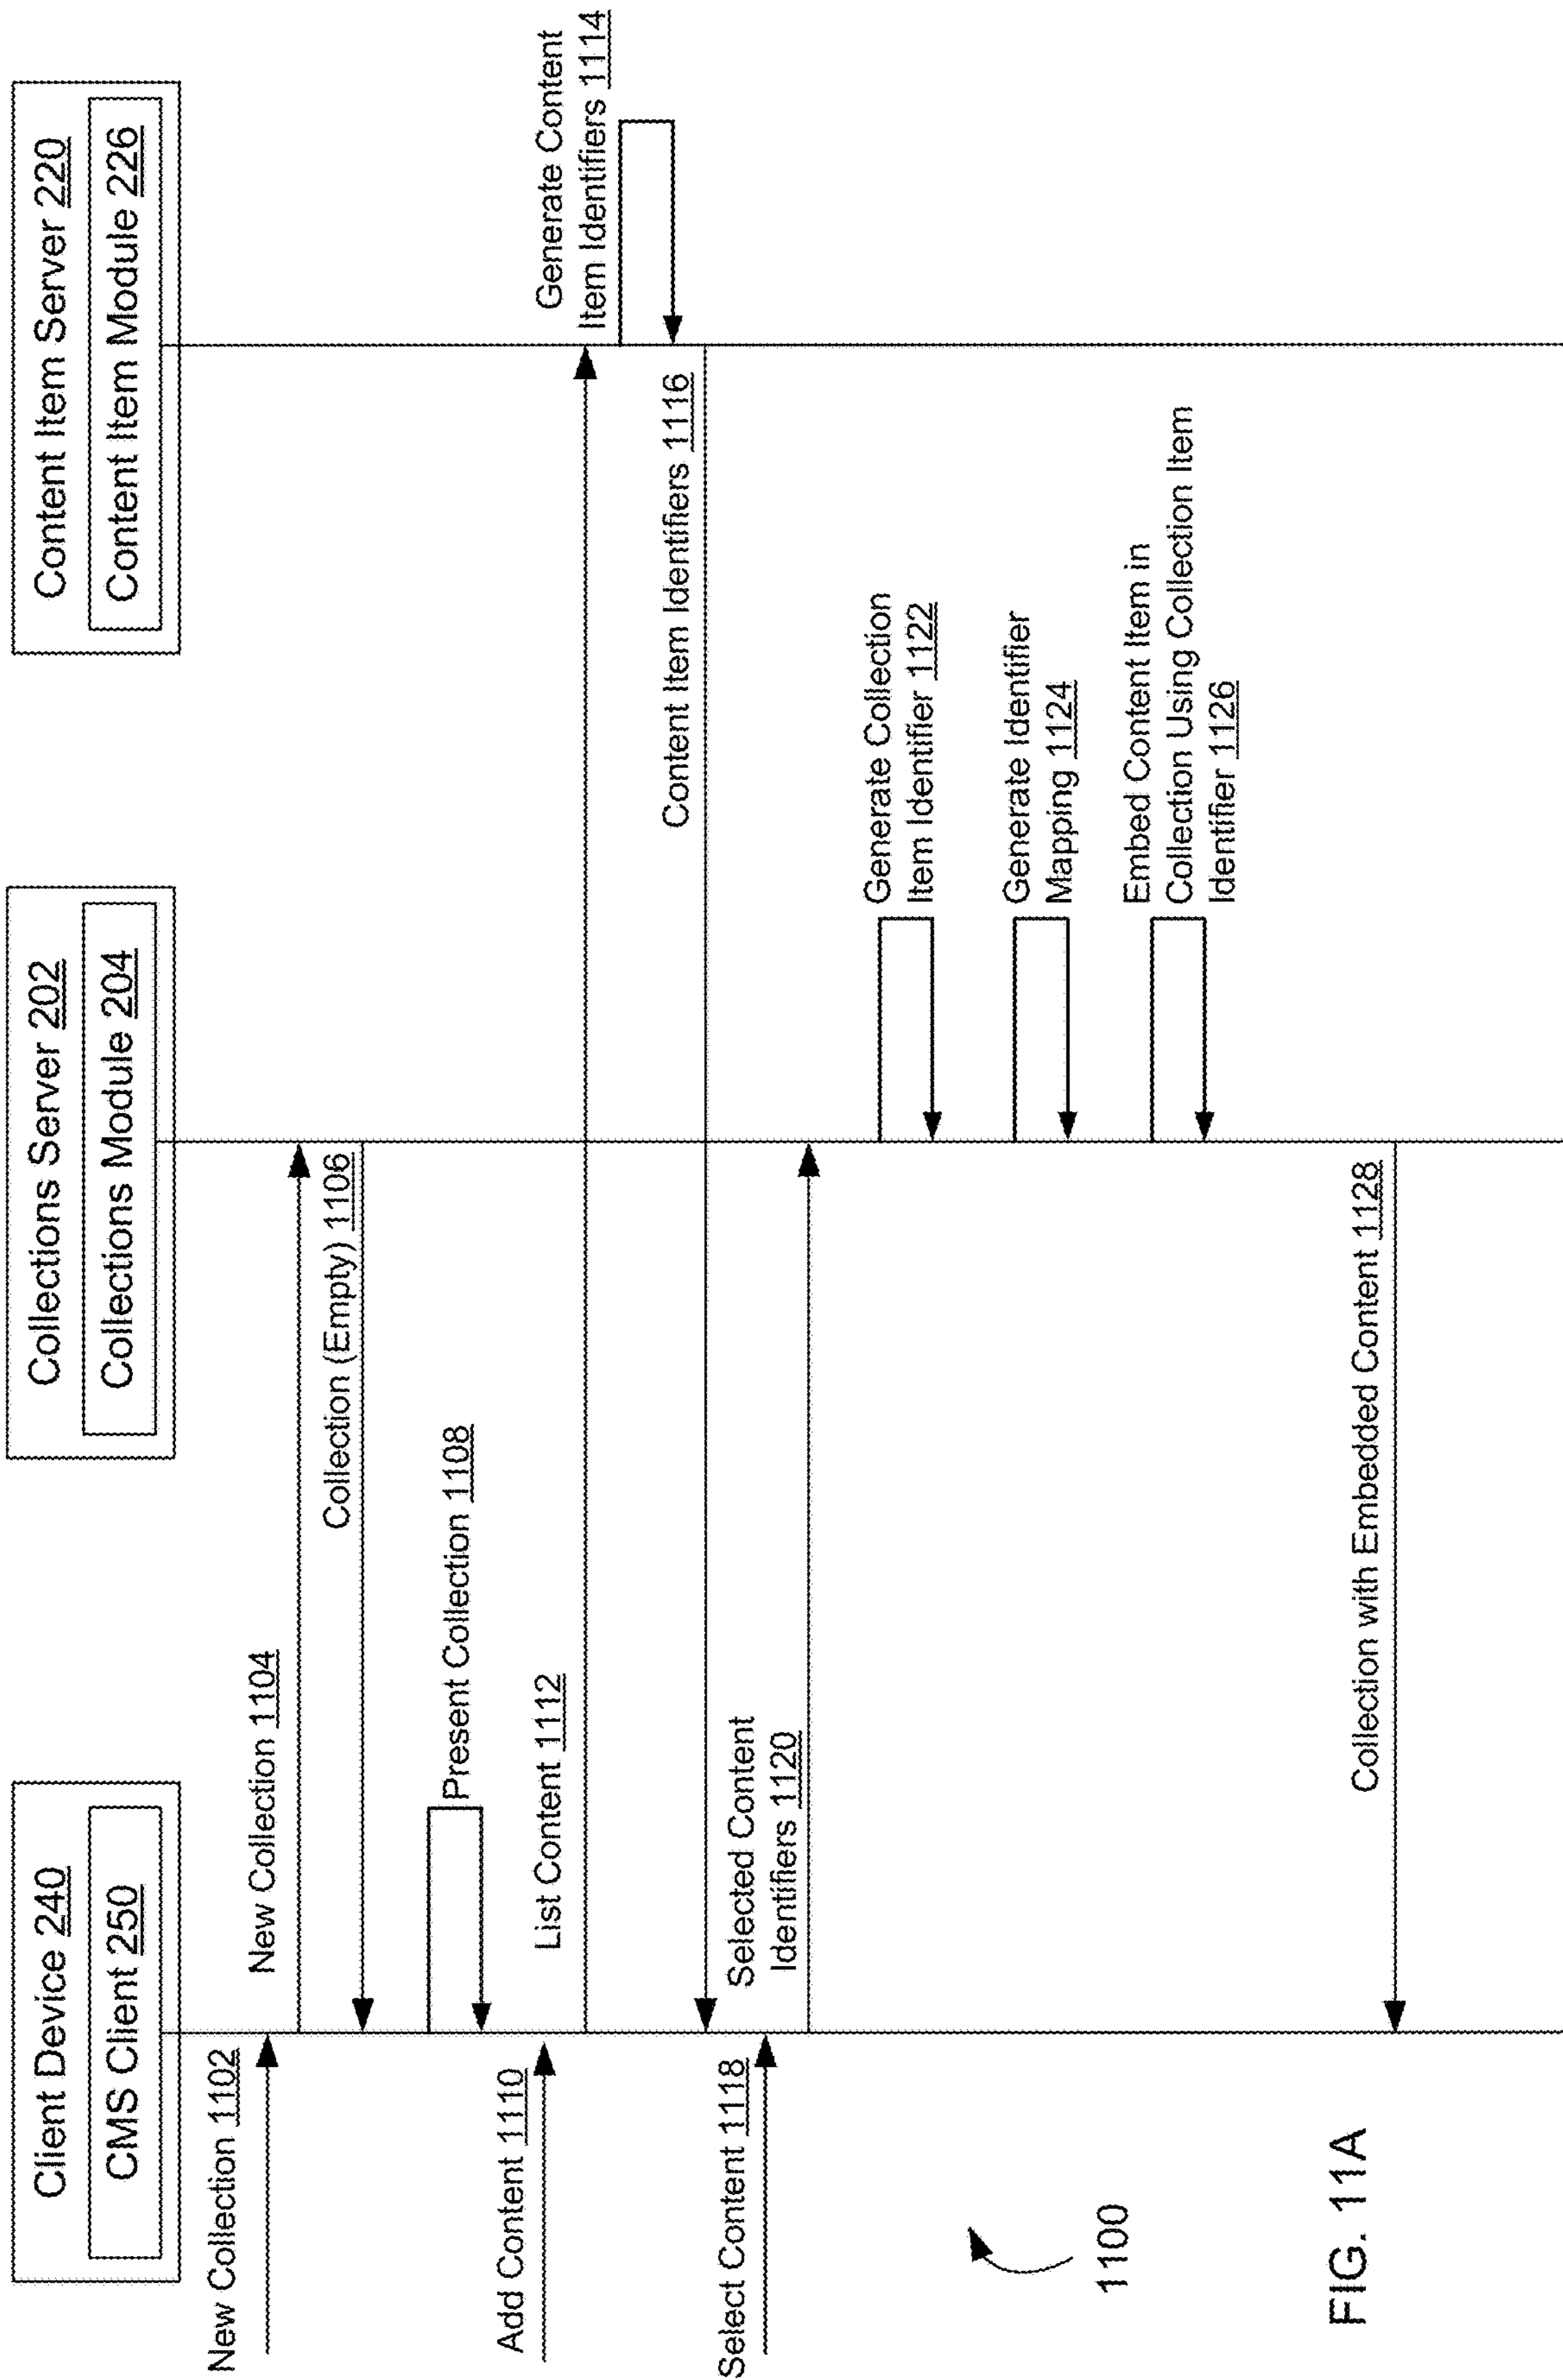 Client Device 240
CMS Client 250
Collections Server 202
Collections Module 204
Content Item Server 220
Content Item Module 226
New Collection 1102
New Collection 1104
Collection (Empty) 1106
Present Collection 1108
Add Content 1110
List Content 1112
Generate Content
Item Identifiers 1114
Content Item Identifiers 1116
Select Content 1118
Selected Content
Identifiers 1120
Generate Collection
Item Identifier 1122
Generate Identifier
Mapping 1124
Embed Content Item in
Collection Using Collection Item
Identifier 1126
Collection with Embedded Content 1128
1100
FIG. 11A